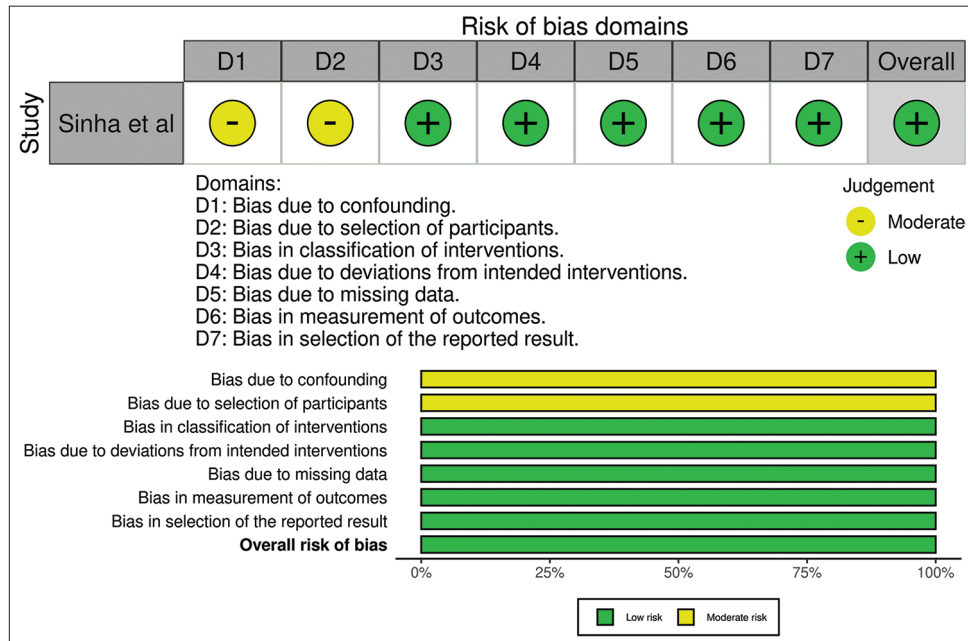 Risk of bias domains
D1 D2 D3 D4 D5 D6 D7 Overall
Study
Sinha et al - - + + + + + +
Domains:
D1: Bias due to confounding.
D2: Bias due to selection of participants.
D3: Bias in classification of interventions.
D4: Bias due to deviations from intended interventions.
D5: Bias due to missing data.
D6: Bias in measurement of outcomes.
D7: Bias in selection of the reported result.
Judgement
- Moderate
+ Low
Bias due to confounding
Bias due to selection of participants
Bias in classification of interventions
Bias due to deviations from intended interventions
Bias due to missing data
Bias in measurement of outcomes
Bias in selection of the reported result
Overall risk of bias
0% 25% 50% 75% 100%
Low risk Moderate risk